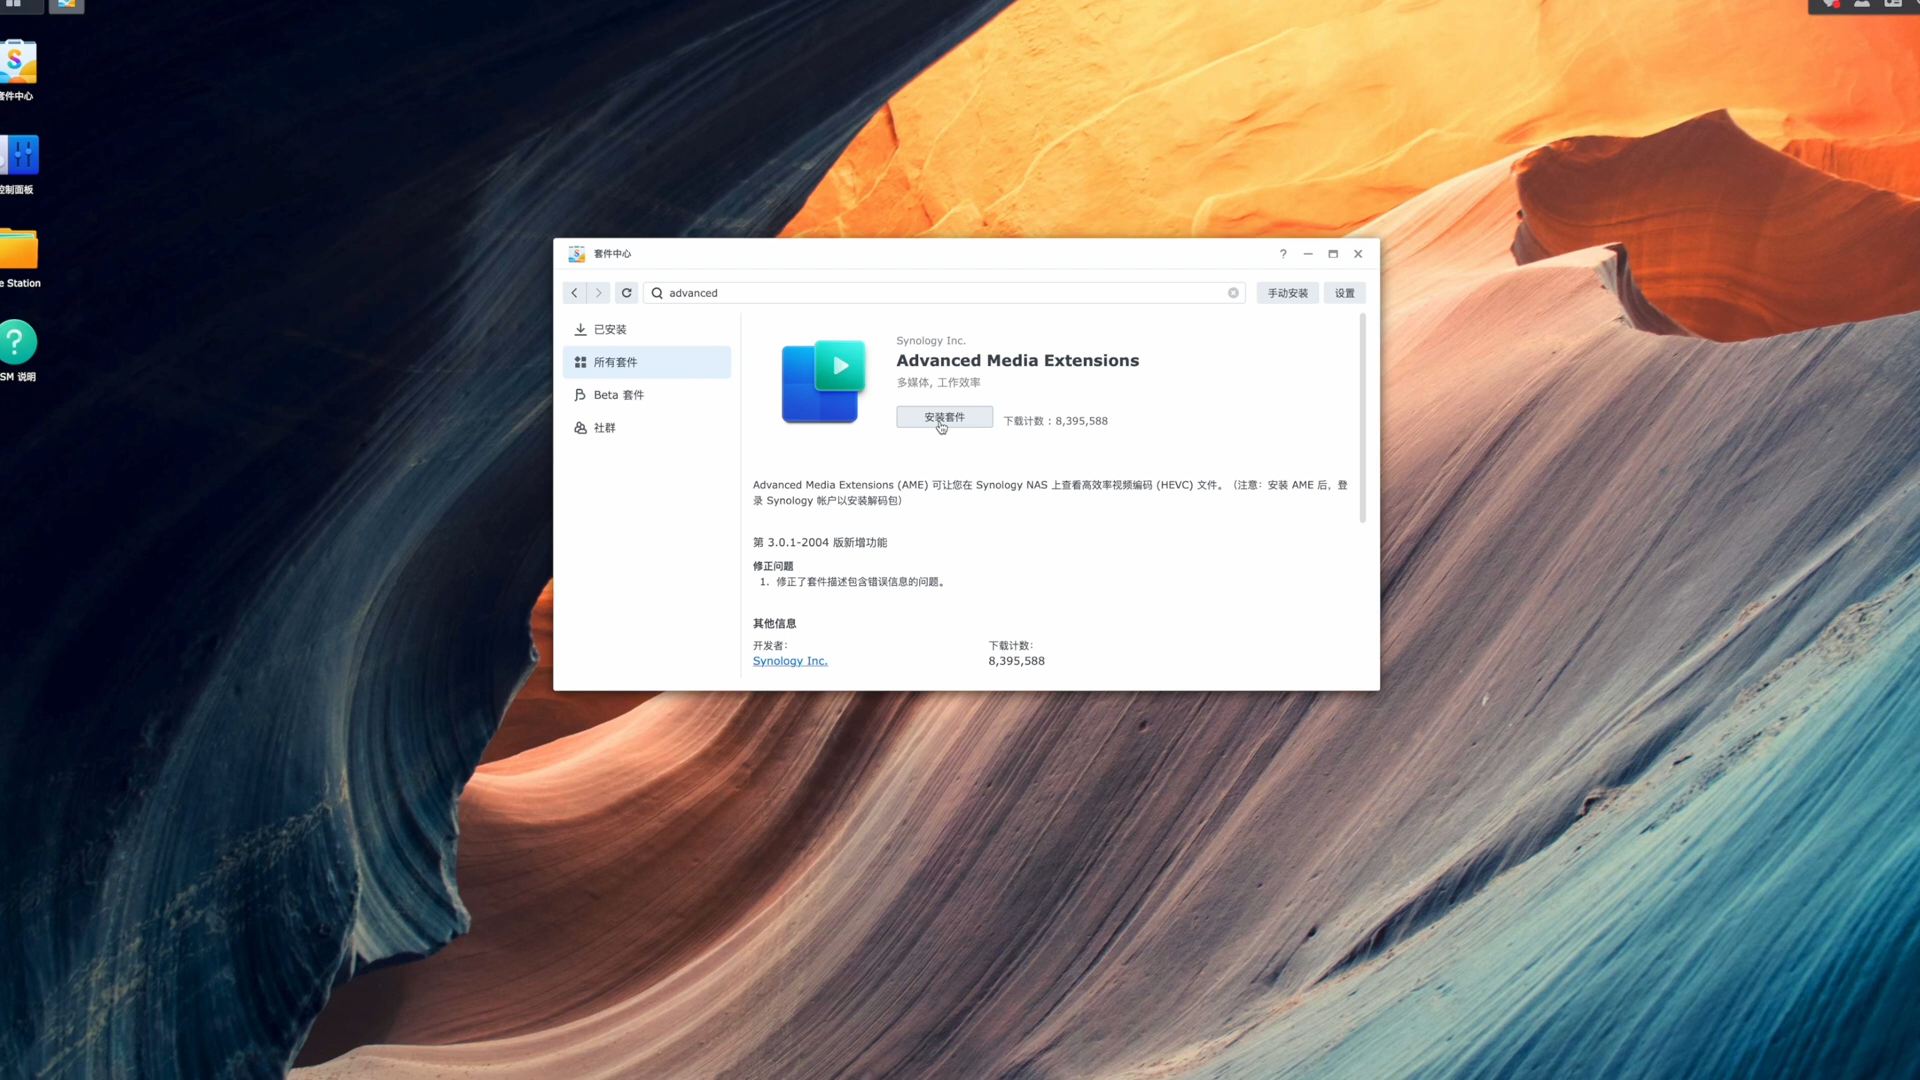 套件中心
控制面板
e Station
SM 说明
套件中心
advanced
手动安装
设置
已安装
所有套件
Beta 套件
社群
Synology Inc.
Advanced Media Extensions
多媒体, 工作效率
安装套件
下载计数 : 8,395,588
Advanced Media Extensions (AME) 可让您在 Synology NAS 上查看高效率视频编码 (HEVC) 文件。（注意：安装 AME 后，登
录 Synology 帐户以安装解码包）
第 3.0.1-2004 版新增功能
修正问题
1. 修正了套件描述包含错误信息的问题。
其他信息
开发者:
下载计数:
Synology Inc.
8,395,588